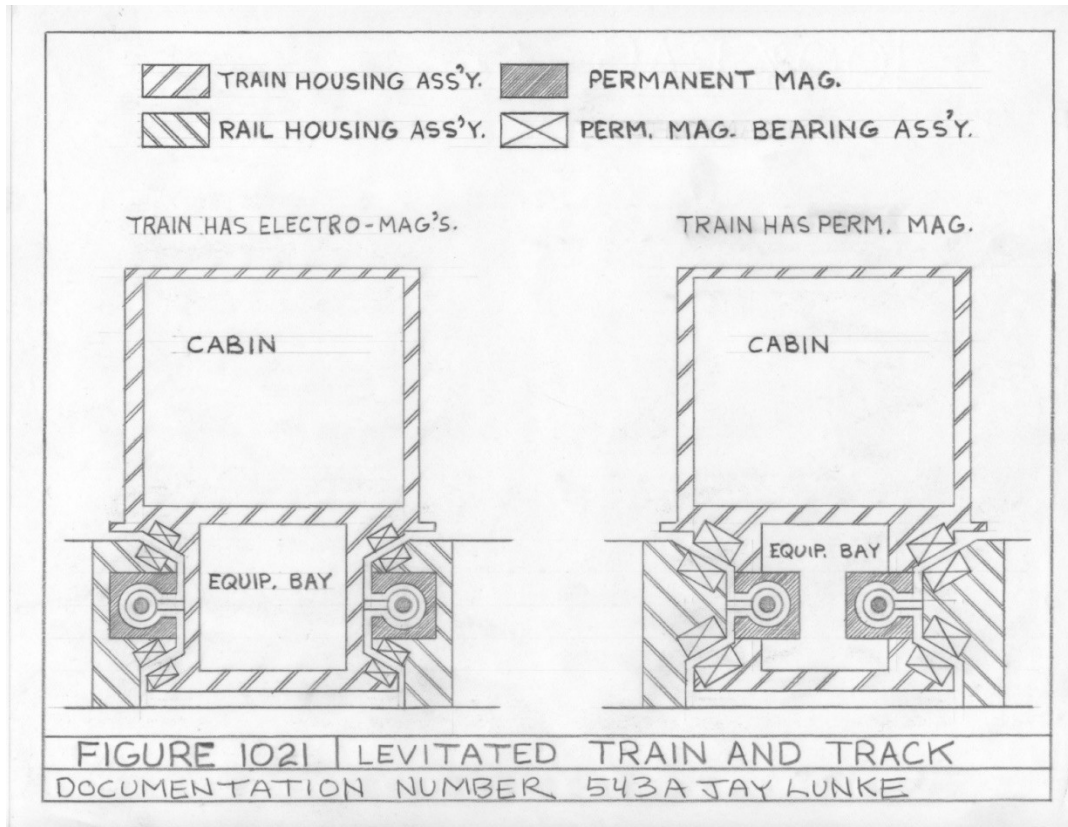 TRAIN HOUSING ASS'Y.
PERMANENT MAG.
RAIL HOUSING ASS'Y.
PERM. MAG. BEARING ASS'Y.
TRAIN HAS ELECTRO-MAG'S.
TRAIN HAS PERM. MAG.
CABIN
CABIN
EQUIP. BAY
EQUIP. BAY
FIGURE 1021
LEVITATED TRAIN AND TRACK
DOCUMENTATION NUMBER 543A JAY LUNKE